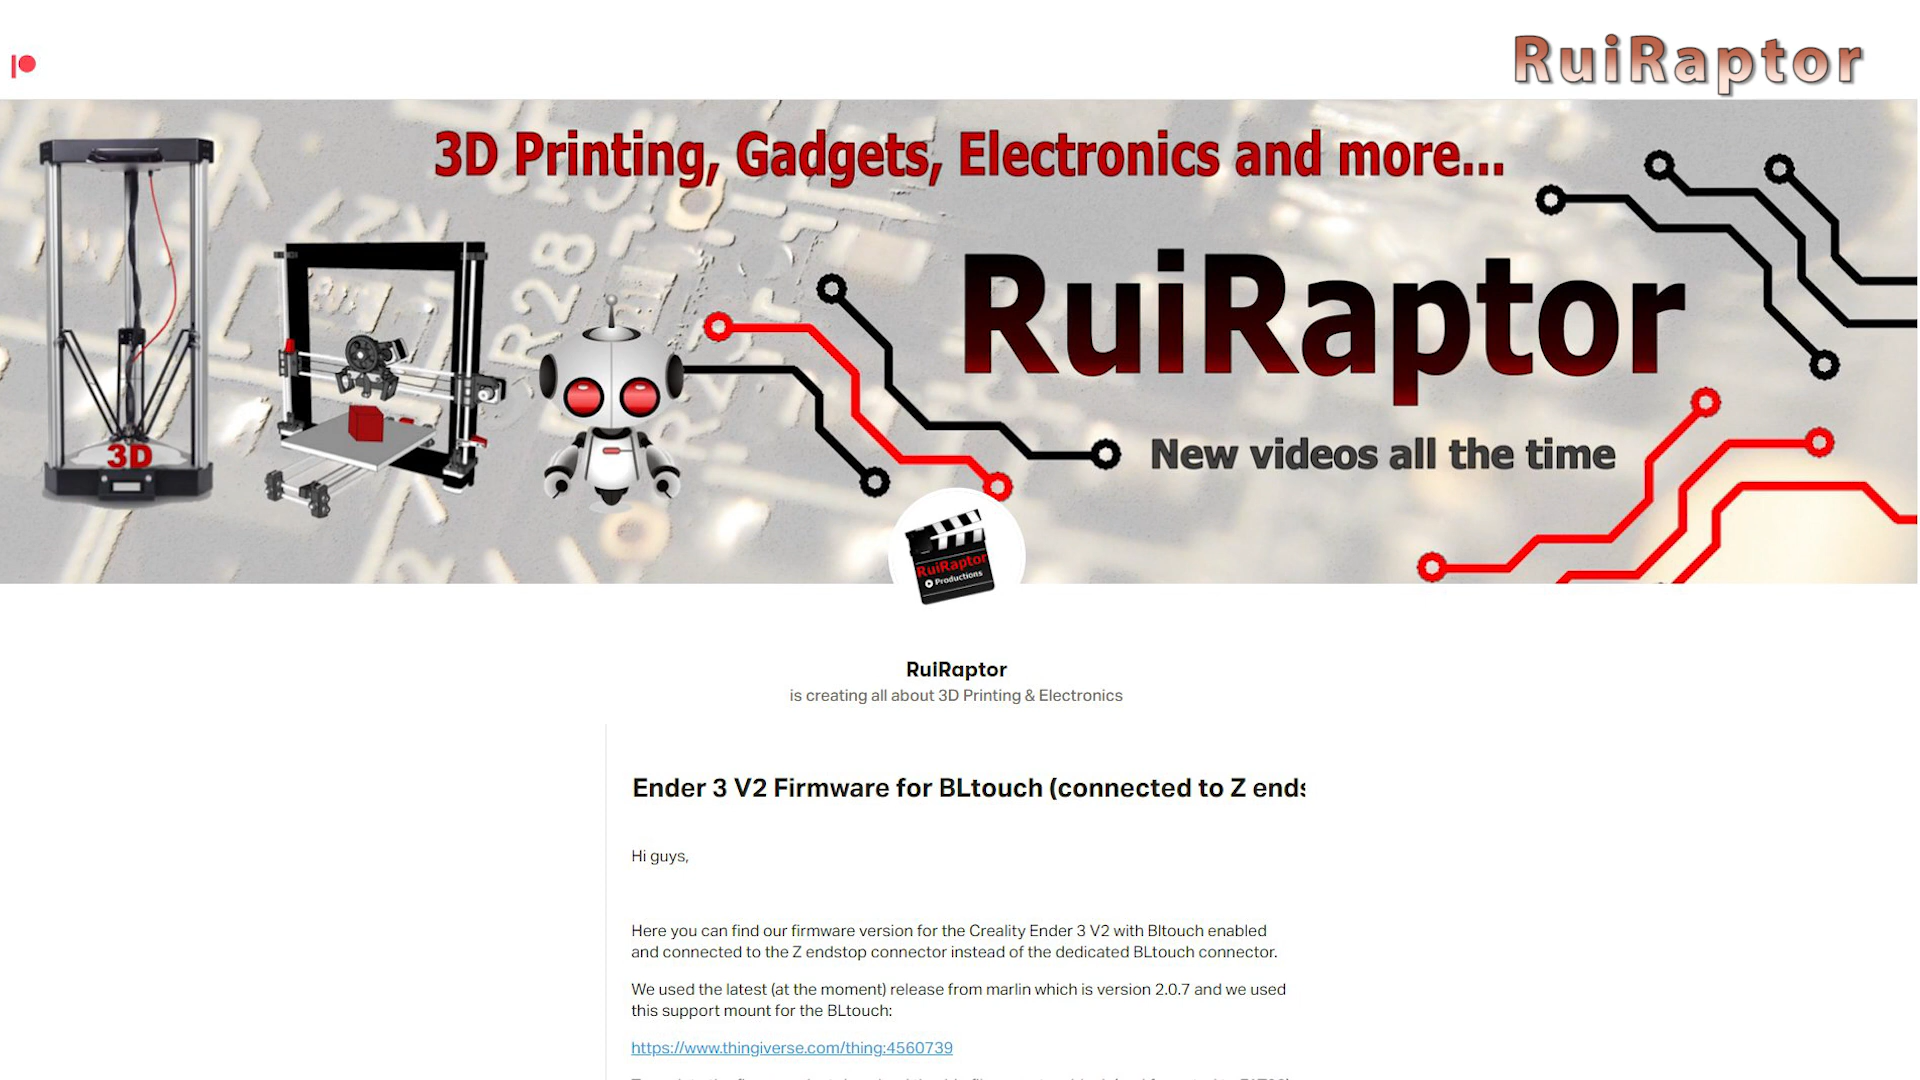 RuiRaptor
3D Printing, Gadgets, Electronics and more...
R28
RuiRaptor
New videos all the time
3D
RuiRaptor
Productions
RuiRaptor
is creating all about 3D Printing & Electronics
Ender 3 V2 Firmware for BLtouch (connected to Z ends
Hi guys,
Here you can find our firmware version for the Creality Ender 3 V2 with Bltouch enabled
and connected to the Z endstop connector instead of the dedicated BLtouch connector.
We used the latest (at the moment) release from marlin which is version 2.0.7 and we used
this support mount for the BLtouch:
https://www.thingiverse.com/thing:4560739